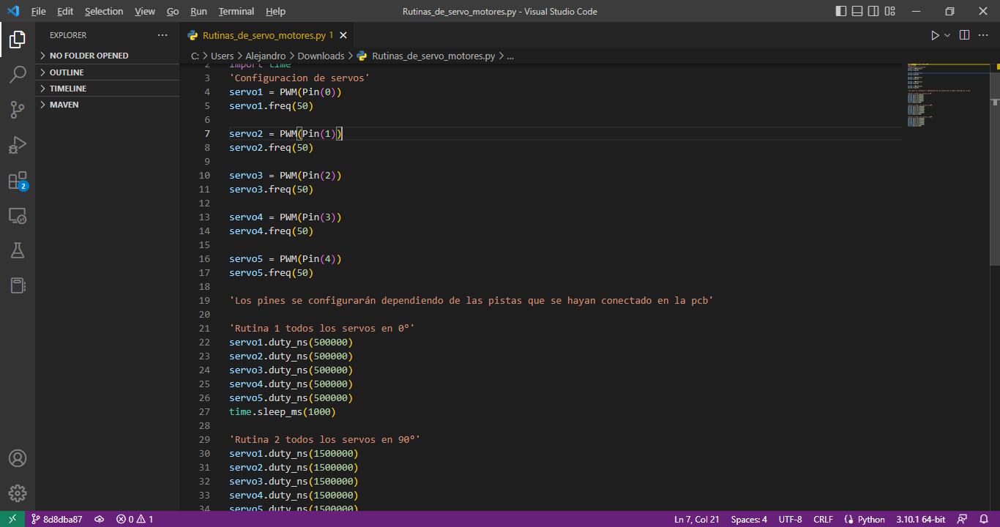 File Edit Selection View Go Run Terminal Help Rutinas_de_servo_motores.py - Visual Studio Code
EXPLORER
NO FOLDER OPENED
OUTLINE
TIMELINE
MAVEN
2
Rutinas_de_servo_motores.py 1
C: > Users > Alejandro > Downloads > Rutinas_de_servo_motores.py > ...
2 import time
3 'Configuracion de servos'
4 servo1 = PWM(Pin(0))
5 servo1.freq(50)
6
7 servo2 = PWM(Pin(1))
8 servo2.freq(50)
9
10 servo3 = PWM(Pin(2))
11 servo3.freq(50)
12
13 servo4 = PWM(Pin(3))
14 servo4.freq(50)
15
16 servo5 = PWM(Pin(4))
17 servo5.freq(50)
18
19 'Los pines se configurarán dependiendo de las pistas que se hayan conectado en la pcb'
20
21 'Rutina 1 todos los servos en 0º'
22 servo1.duty_ns(500000)
23 servo2.duty_ns(500000)
24 servo3.duty_ns(500000)
25 servo4.duty_ns(500000)
26 servo5.duty_ns(500000)
27 time.sleep_ms(1000)
28
29 'Rutina 2 todos los servos en 90º'
30 servo1.duty_ns(1500000)
31 servo2.duty_ns(1500000)
32 servo3.duty_ns(1500000)
33 servo4.duty_ns(1500000)
34 servo5.duty_ns(1500000)
8d8dba87 0 1 Ln 7, Col 21 Spaces: 4 UTF-8 CRLF Python 3.10.1 64-bit